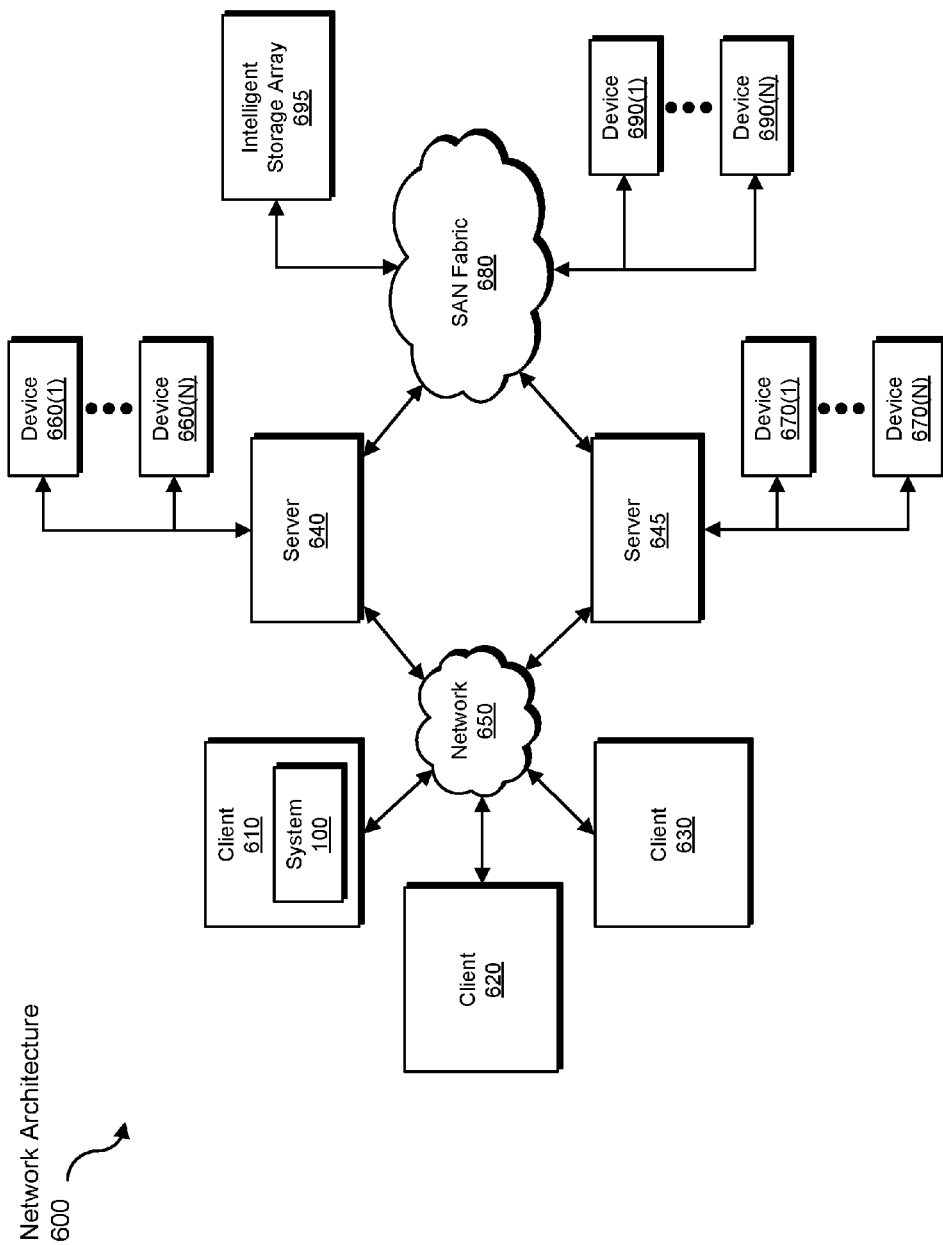 Network Architecture
600
Client
610
System
100
Client
620
Client
630
Network
650
Server
640
Server
645
Device
660(1)
Device
660(N)
Device
670(1)
Device
670(N)
SAN Fabric
680
Intelligent
Storage Array
695
Device
690(1)
Device
690(N)